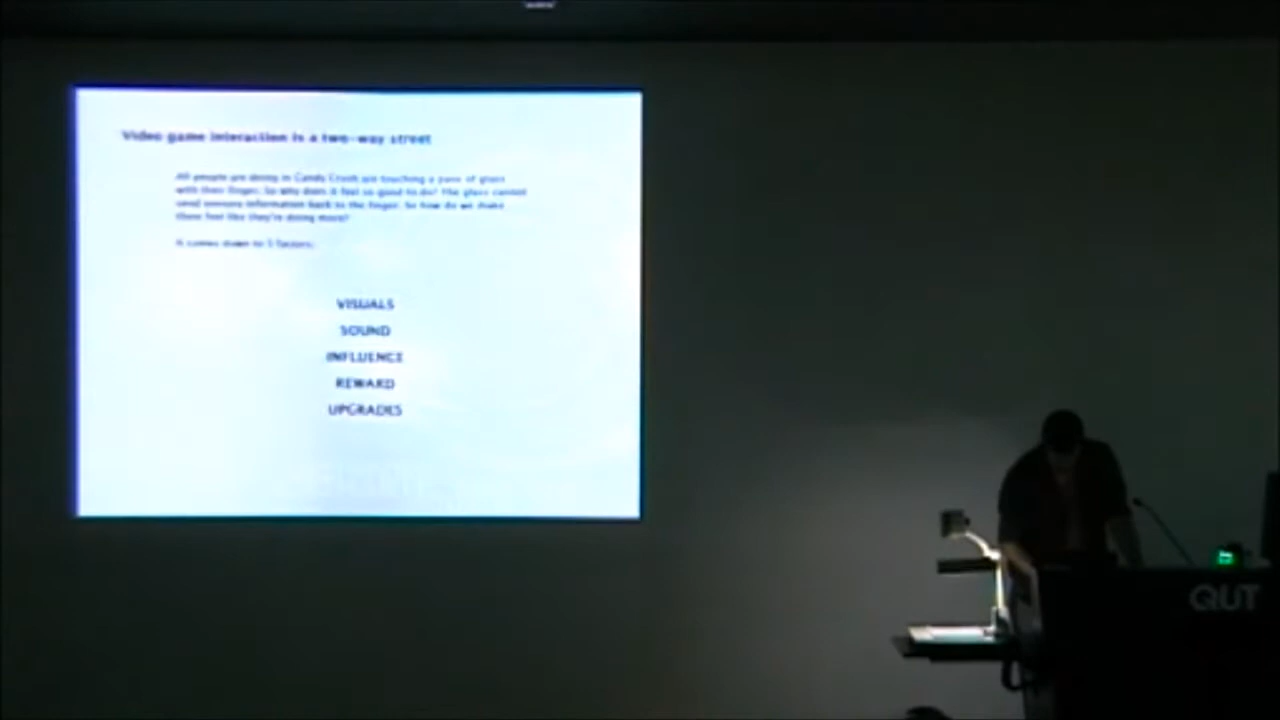 Video game interaction is a two-way street
All people are doing in Candy Crush are touching a pane of glass
with their finger. So why does it feel so good to do? The glass cannot
send sensory information back to the finger. So how do we make
them feel like they're doing more?
It comes down to 5 factors:
VISUALS
SOUND
INFLUENCE
REWARD
UPGRADES
QUT